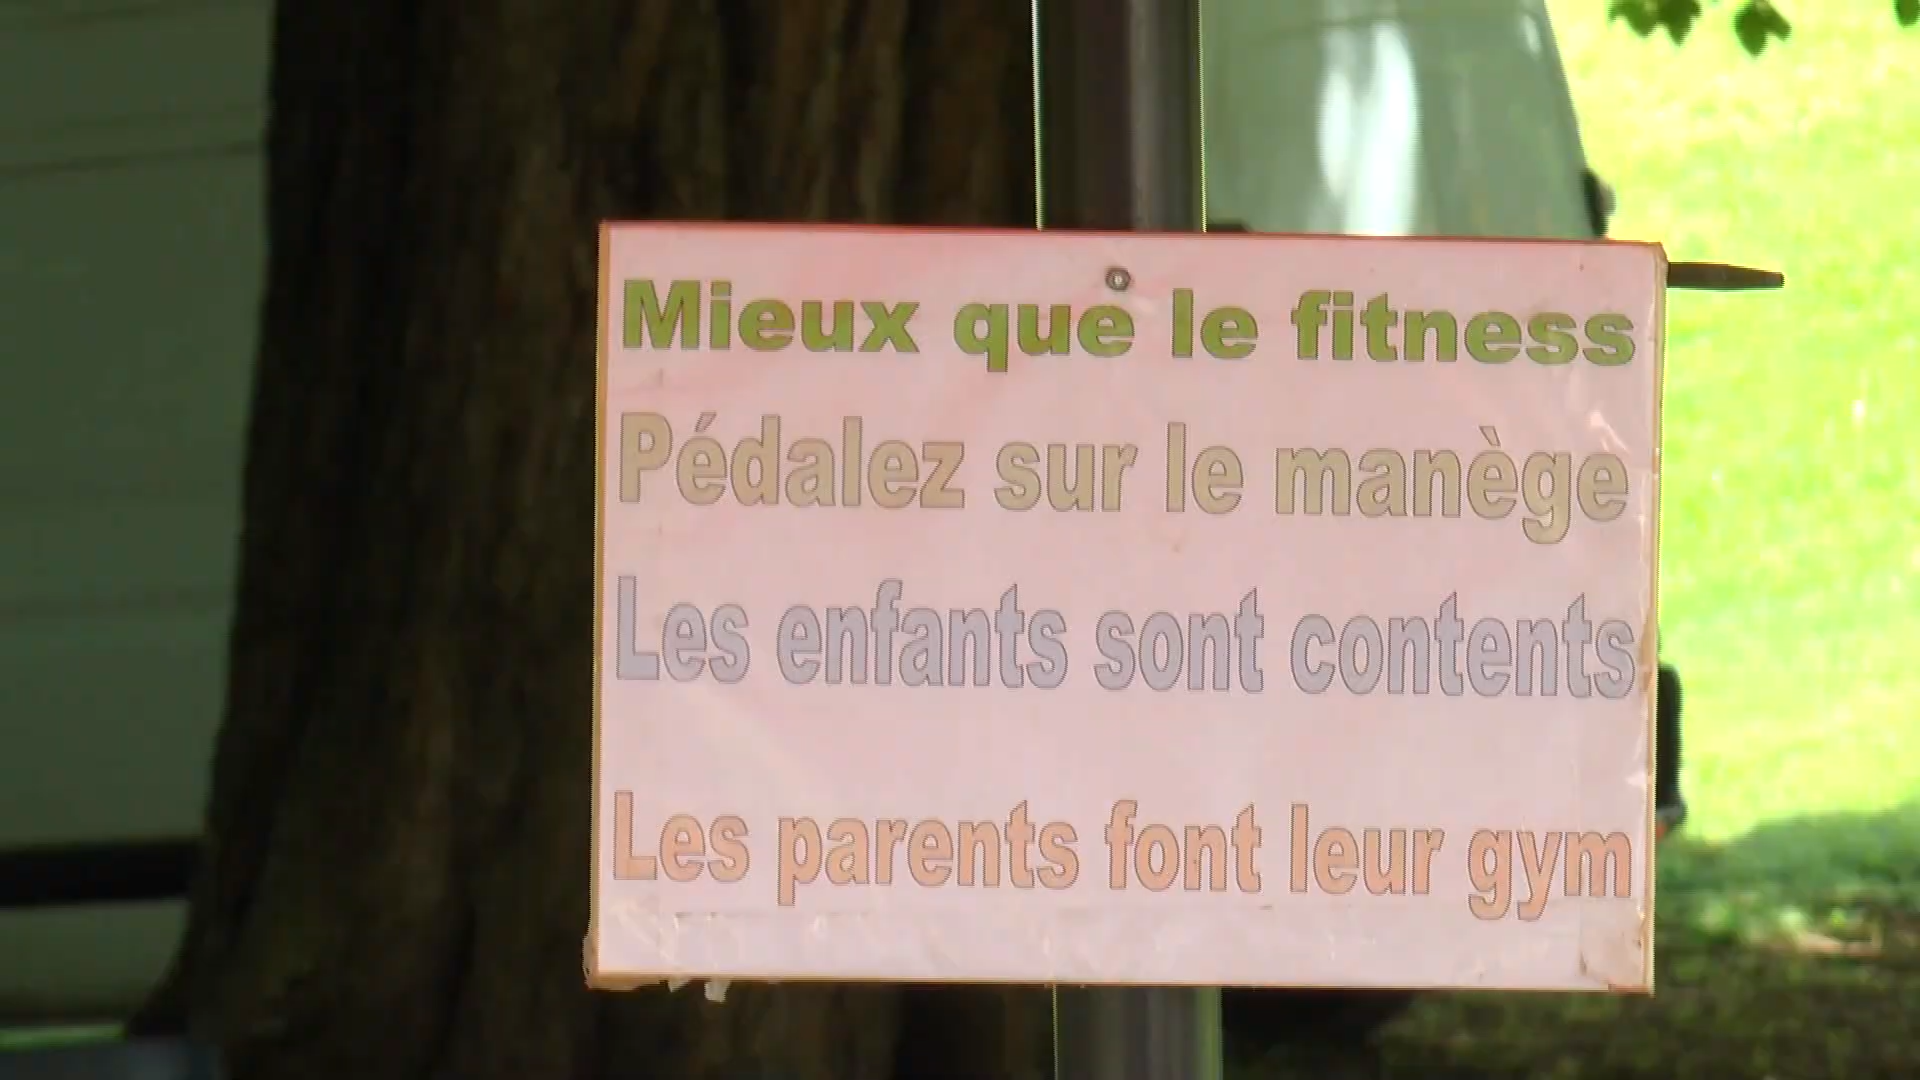 Mieux que le fitness
Pédalez sur le manège
Les enfants sont contents
Les parents font leur gym